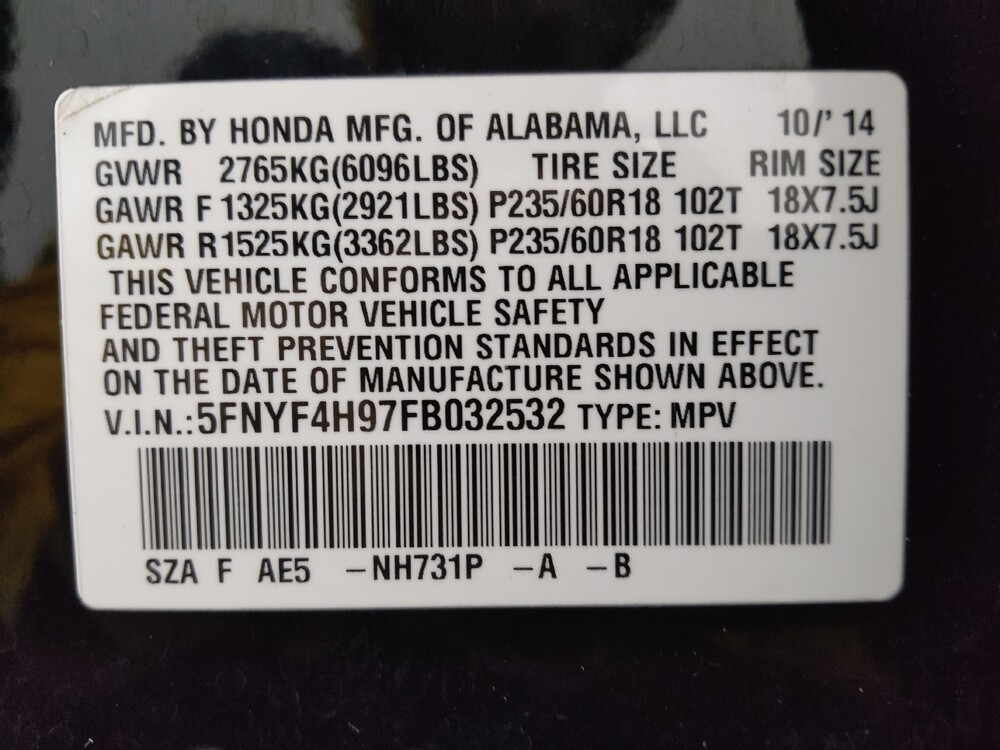 MFD. BY HONDA MFG. OF ALABAMA, LLC 10/' 14
GVWR 2765KG(6096LBS) TIRE SIZE RIM SIZE
GAWR F 1325KG(2921LBS) P235/60R18 102T 18X7.5J
GAWR R1525KG(3362LBS) P235/60R18 102T 18X7.5J
THIS VEHICLE CONFORMS TO ALL APPLICABLE
FEDERAL MOTOR VEHICLE SAFETY
AND THEFT PREVENTION STANDARDS IN EFFECT
ON THE DATE OF MANUFACTURE SHOWN ABOVE.
V.I.N.:5FNYF4H97FB032532 TYPE: MPV
SZA F AE5 –NH731P –A –B